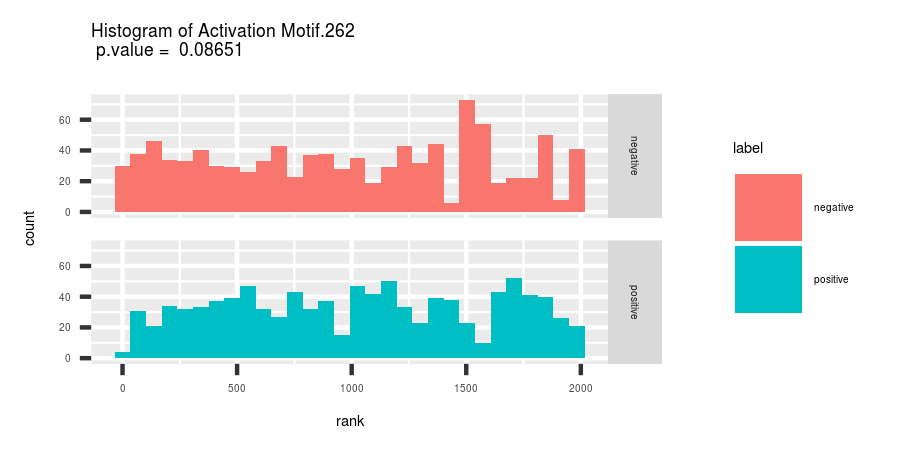 Histogram of Activation Motif.262
p.value = 0.08651
count
60
40
20
0
negative
60
40
20
0
positive
0 500 1000 1500 2000
rank
label
negative
positive